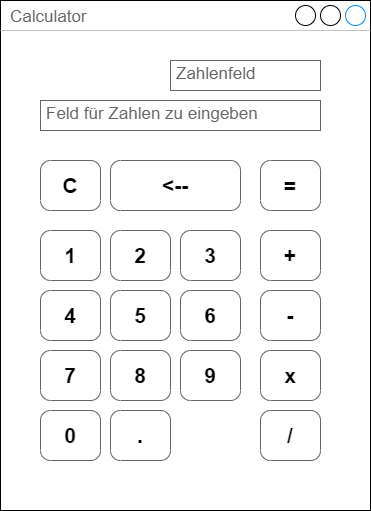 Calculator
Zahlenfeld
Feld für Zahlen zu eingeben
C <-- =
1 2 3 +
4 5 6 -
7 8 9 x
0 . /